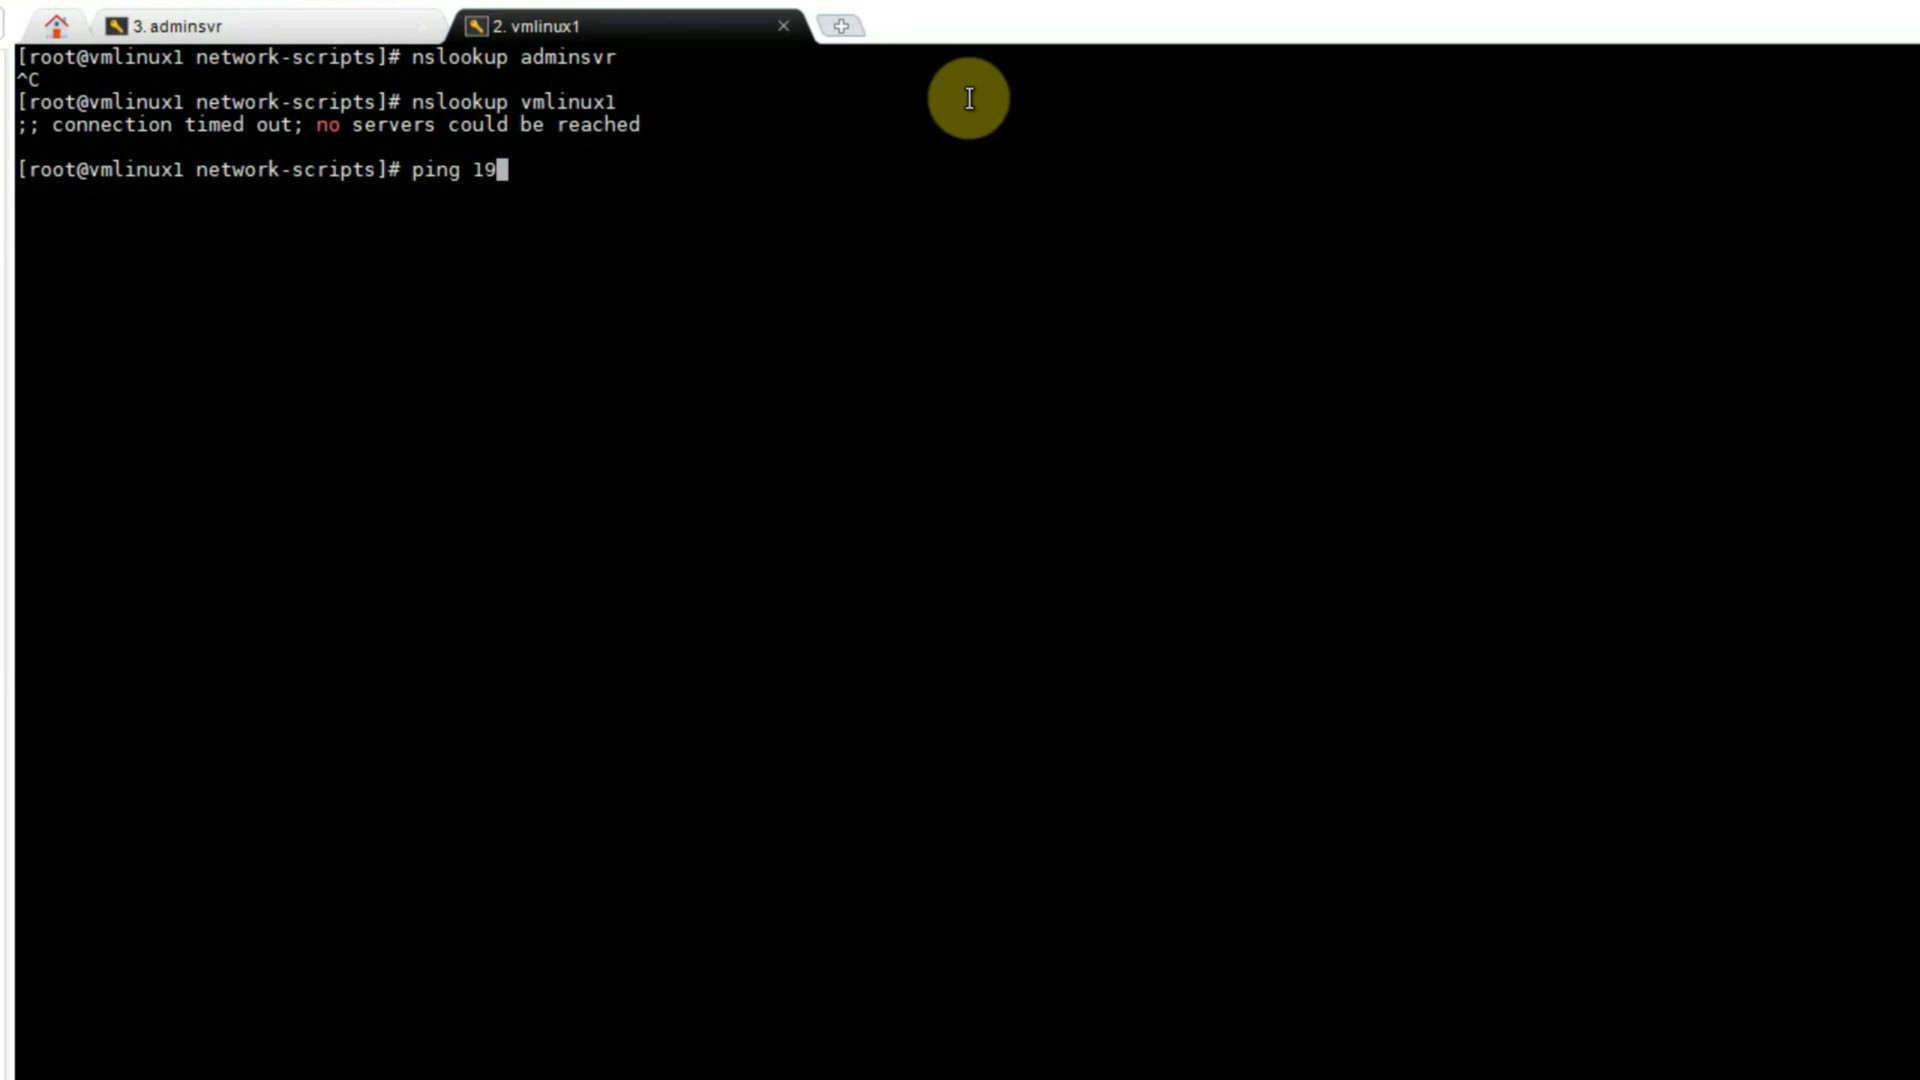 3. adminsvr
2. vmlinux1
[root@vmlinux1 network-scripts]# nslookup adminsvr
^C
[root@vmlinux1 network-scripts]# nslookup vmlinux1
;; connection timed out; no servers could be reached
[root@vmlinux1 network-scripts]# ping 19